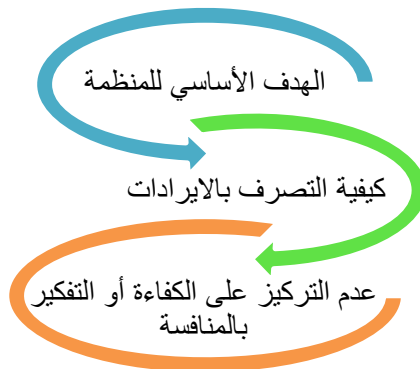 الهدف الأساسي للمنظمة
كيفية التصرف بالايرادات
عدم التركيز على الكفاءة أو التفكير
بالمنافسة